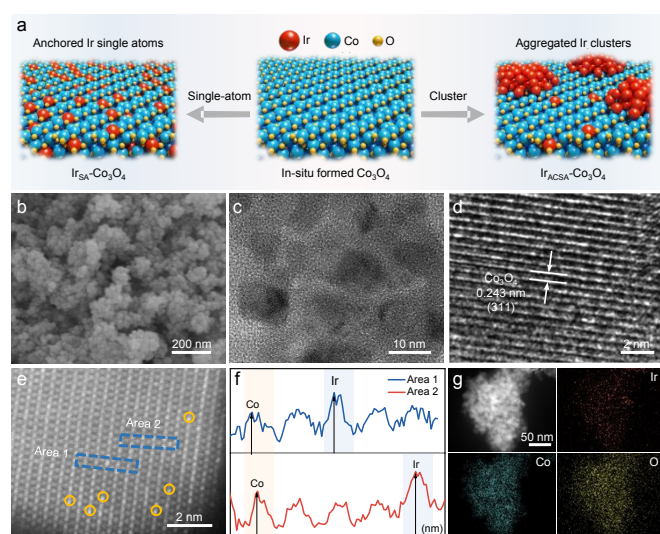 a
Anchored Ir single atoms
Ir Co O
Aggregated Ir clusters
Single-atom
Cluster
Ir_SA-Co₃O₄
In-situ formed Co₃O₄
Ir_ACSA-Co₃O₄
b
200 nm
c
10 nm
d
Co₃O₄
0.243 nm
(311)
2 nm
e
Area 2
Area 1
2 nm
f
Area 1
Area 2
Co
Ir
Co
Ir
(nm)
g
50 nm
Ir
Co
O